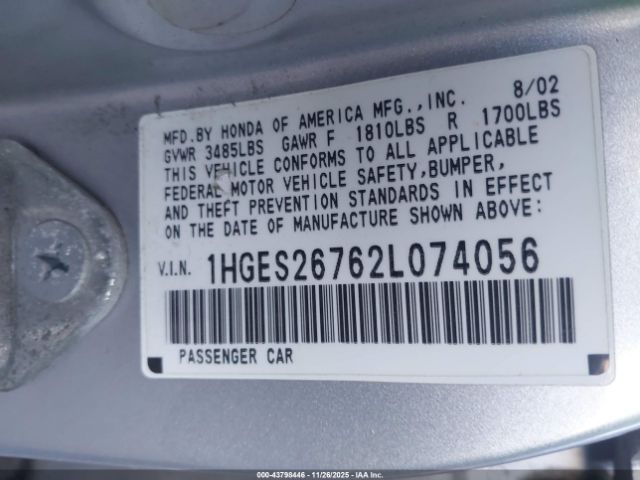 8/02
MFD.BY HONDA OF AMERICA MFG.,INC.
GVWR 3485LBS GAWR F 1810LBS R 1700LBS
THIS VEHICLE CONFORMS TO ALL APPLICABLE
FEDERAL MOTOR VEHICLE SAFETY,BUMPER,
AND THEFT PREVENTION STANDARDS IN EFFECT
ON THE DATE OF MANUFACTURE SHOWN ABOVE:
V.I.N. 1HGES26762L074056
PASSENGER CAR
000-43798446 - 11/26/2025 - IAAI.COM